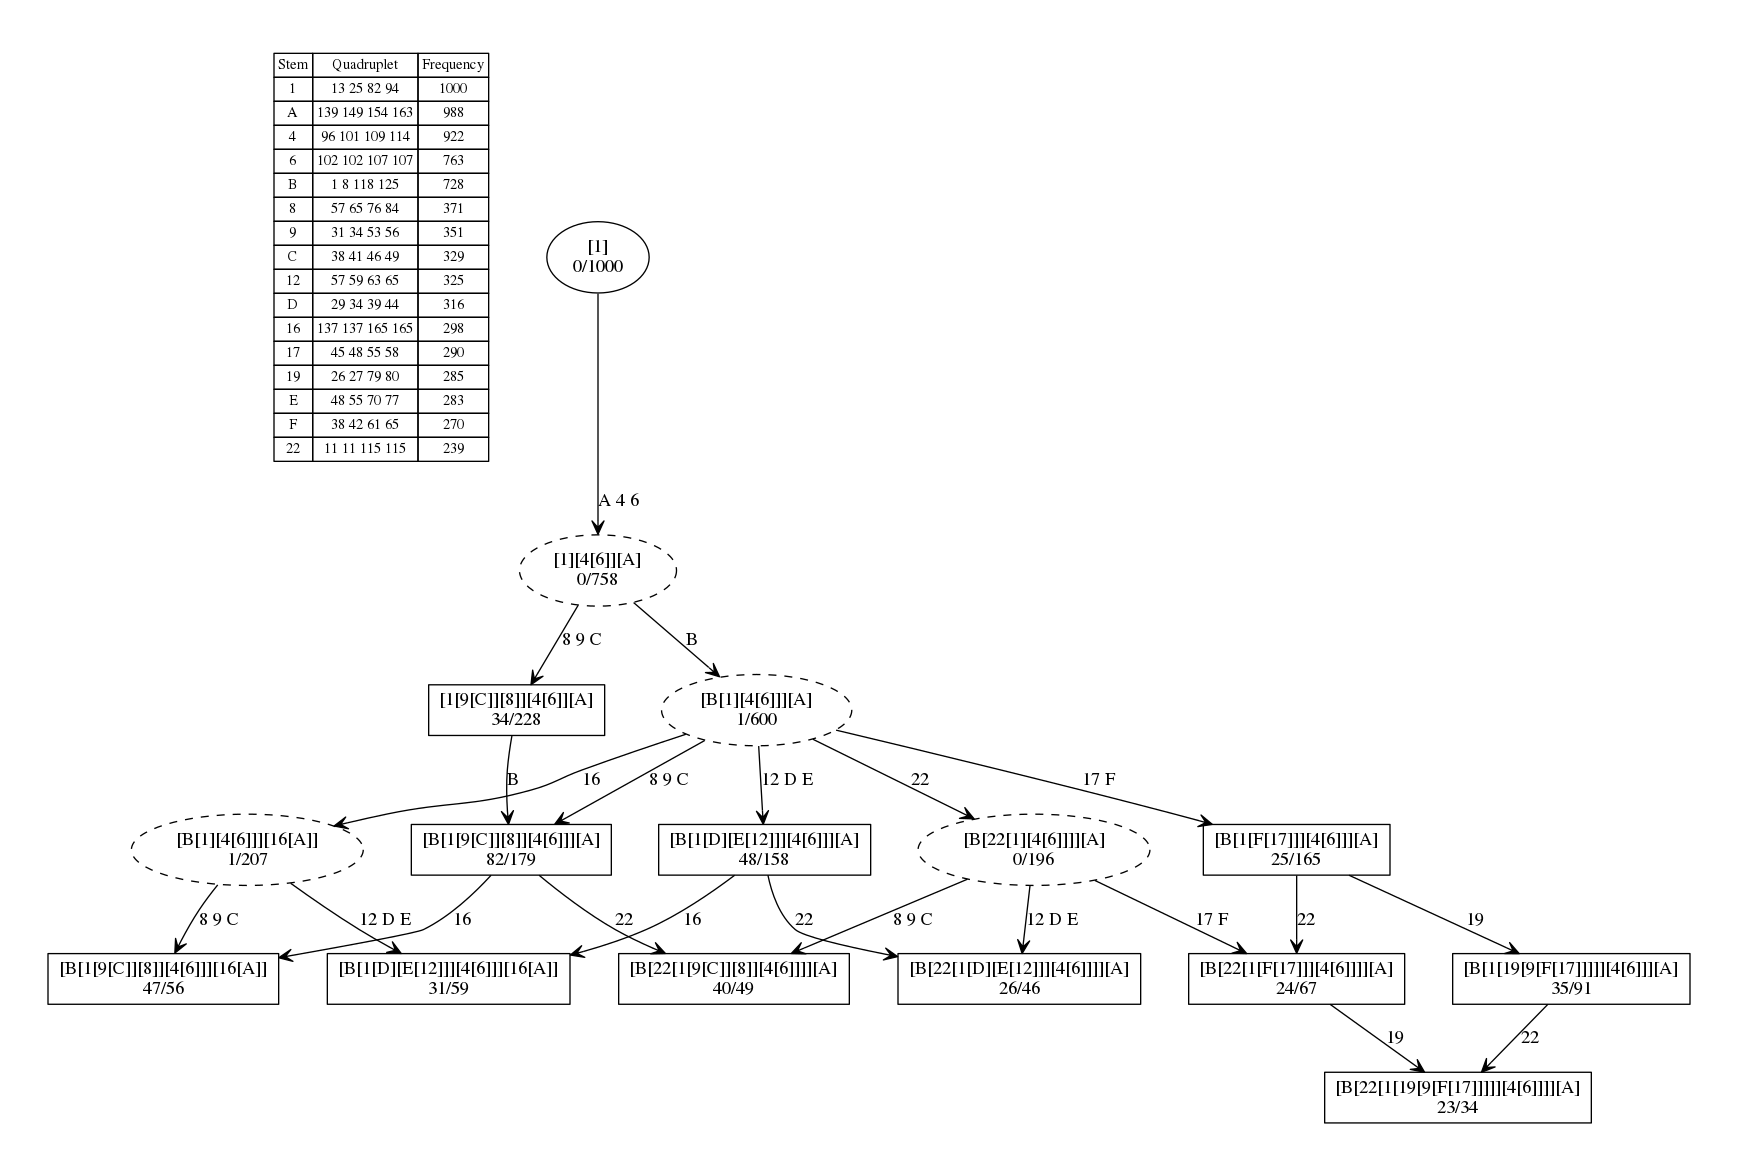 Stem Quadruplet Frequency
1 13 25 82 94 1000
A 139 149 154 163 988
4 96 101 109 114 922
6 102 102 107 107 763
B 1 8 118 125 728
8 57 65 76 84 371
9 31 34 53 56 351
C 38 41 46 49 329
12 57 59 63 65 325
D 29 34 39 44 316
16 137 137 165 165 298
17 45 48 55 58 290
19 26 27 79 80 285
E 48 55 70 77 283
F 38 42 61 65 270
22 11 11 115 115 239
[1]
0/1000
A 4 6
[1][4[6]][A]
0/758
8 9 C
B
[1[9[C]][8]][4[6]][A]
34/228
[B[1][4[6]]][A]
1/600
B
16
8 9 C
12 D E
22
17 F
[B[1][4[6]]][16[A]]
1/207
[B[1[9[C]][8]][4[6]]][A]
82/179
[B[1[D][E[12]]][4[6]]][A]
48/158
[B[22[1][4[6]]]][A]
0/196
[B[1[F[17]]][4[6]]][A]
25/165
8 9 C
12 D E
16
22
16
22
8 9 C
12 D E
17 F
22
19
[B[1[9[C]][8]][4[6]]][16[A]]
47/56
[B[1[D][E[12]]][4[6]]][16[A]]
31/59
[B[22[1[9[C]][8]][4[6]]]][A]
40/49
[B[22[1[D][E[12]]][4[6]]]][A]
26/46
[B[22[1[F[17]]][4[6]]]][A]
24/67
[B[1[19[9[F[17]]]]][4[6]]][A]
35/91
19
22
[B[22[1[19[9[F[17]]]]][4[6]]]][A]
23/34